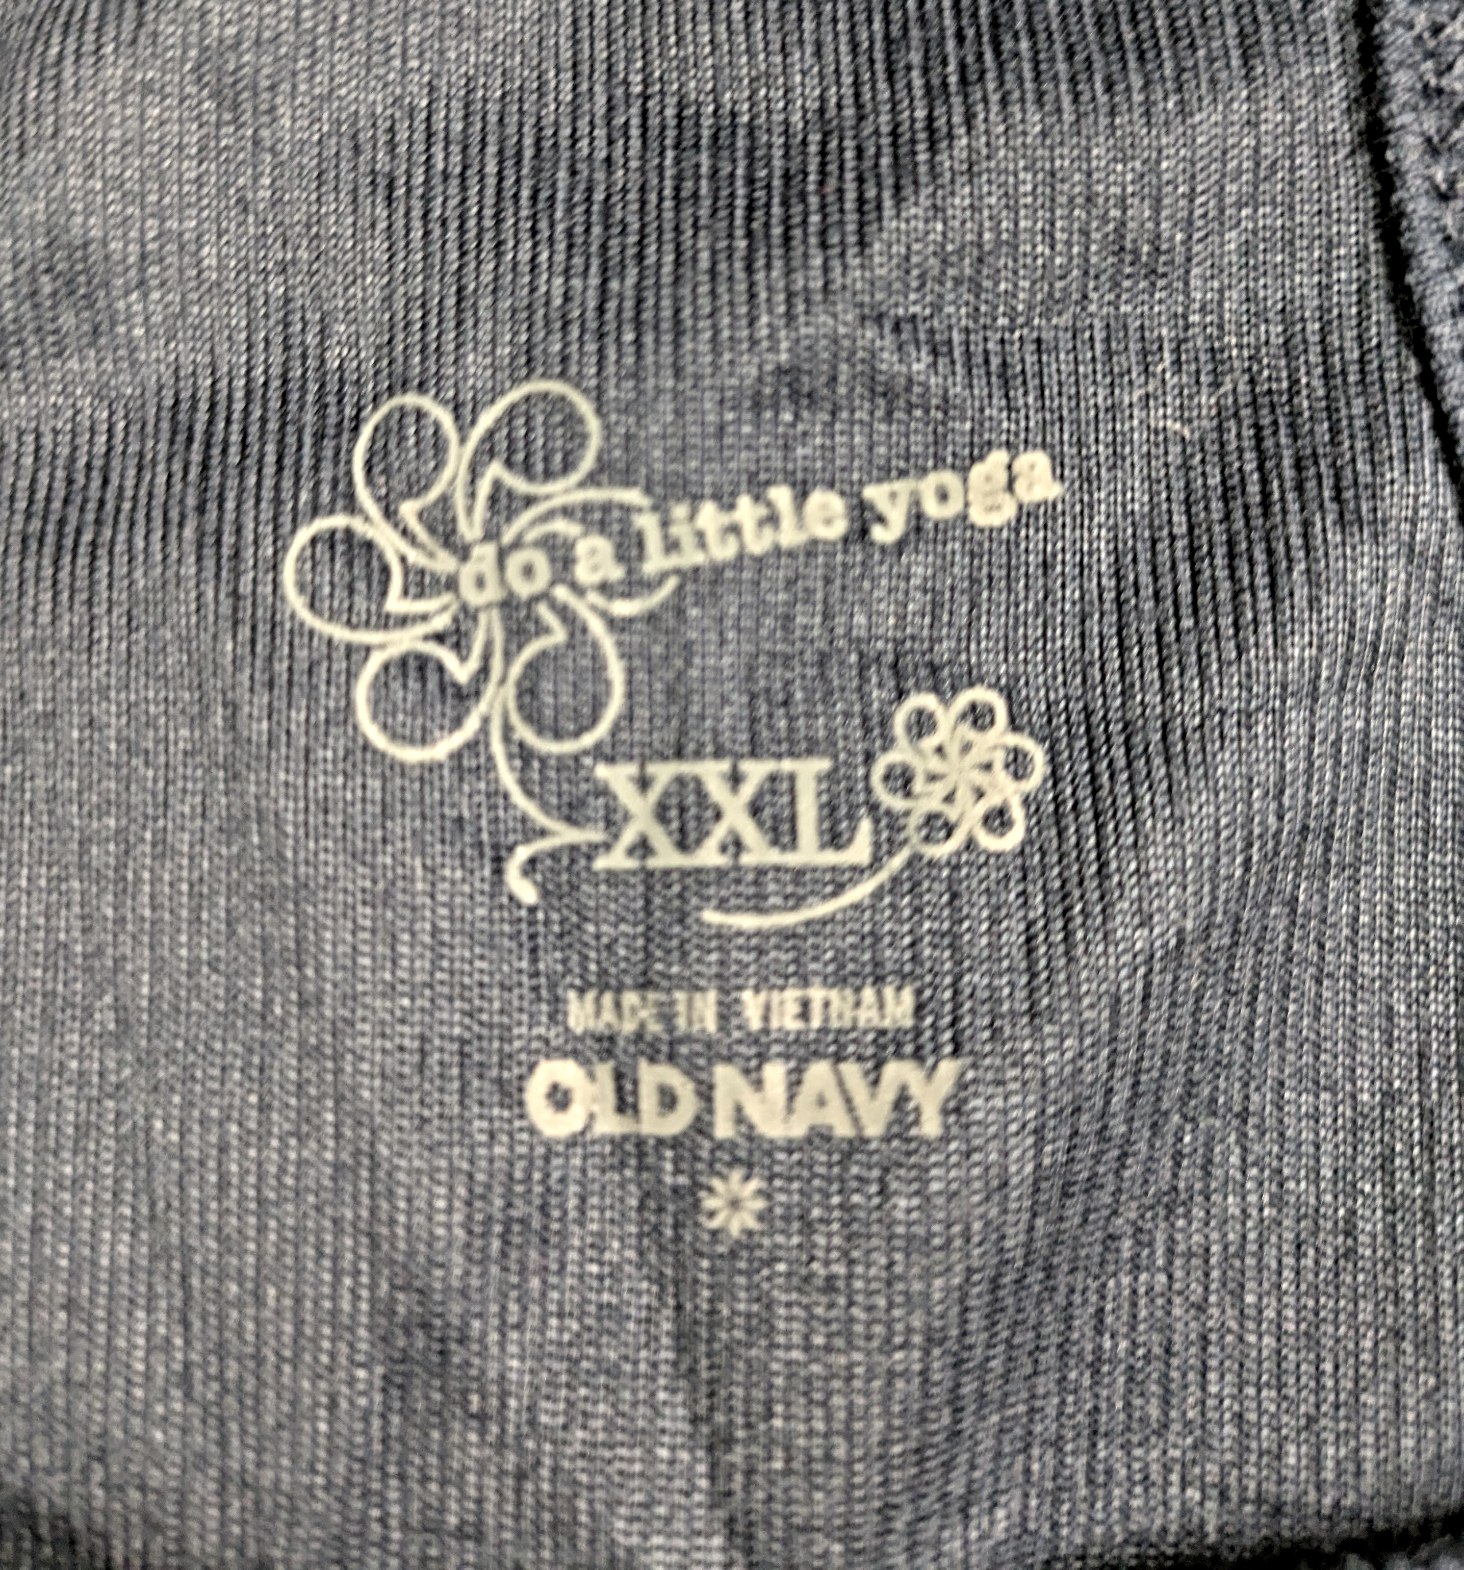 do a little yoga
XXL
MADE IN VIETNAM
OLD NAVY